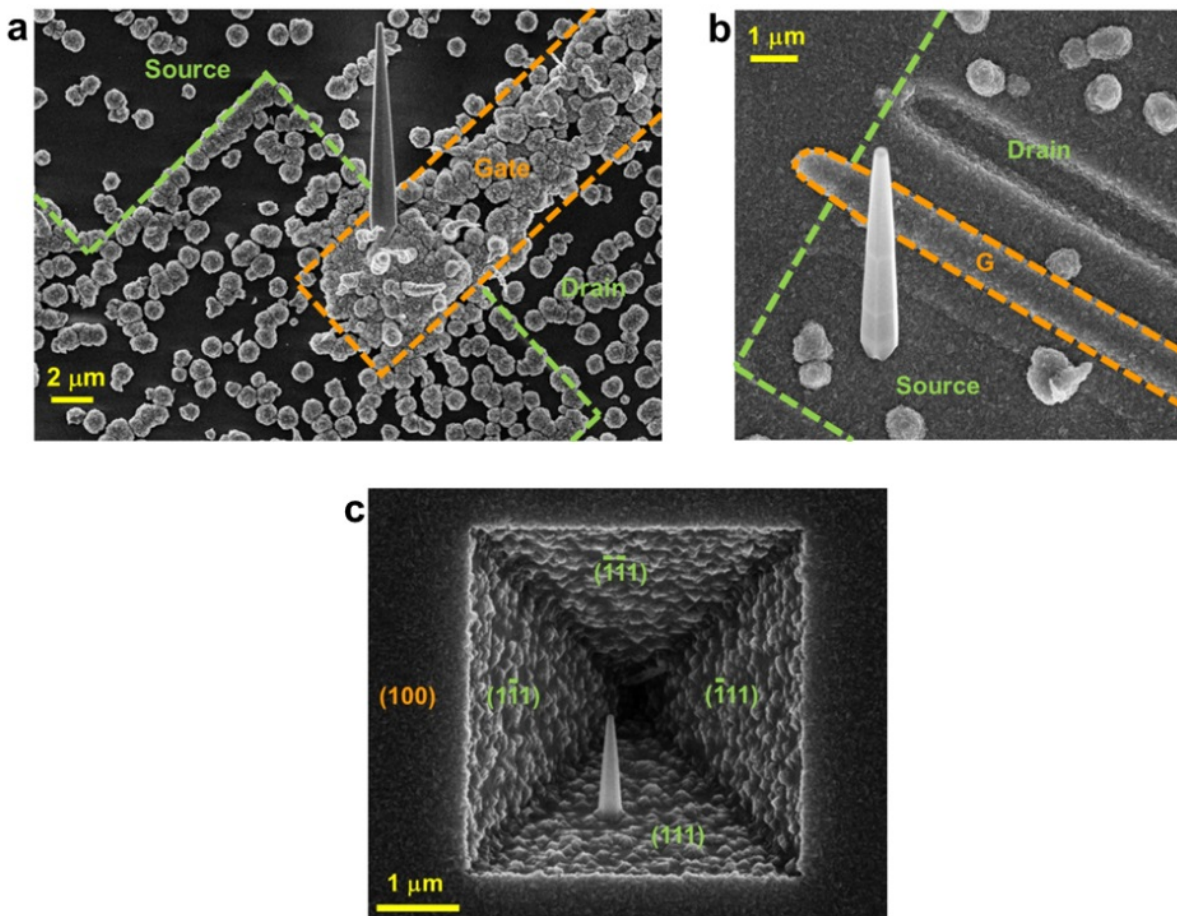 a
Source
Gate
Drain
2 μm
b
1 μm
Drain
G
Source
c
(1̅1̅1)
(100)
(11̅1)
(1̅11)
(111)
1 μm